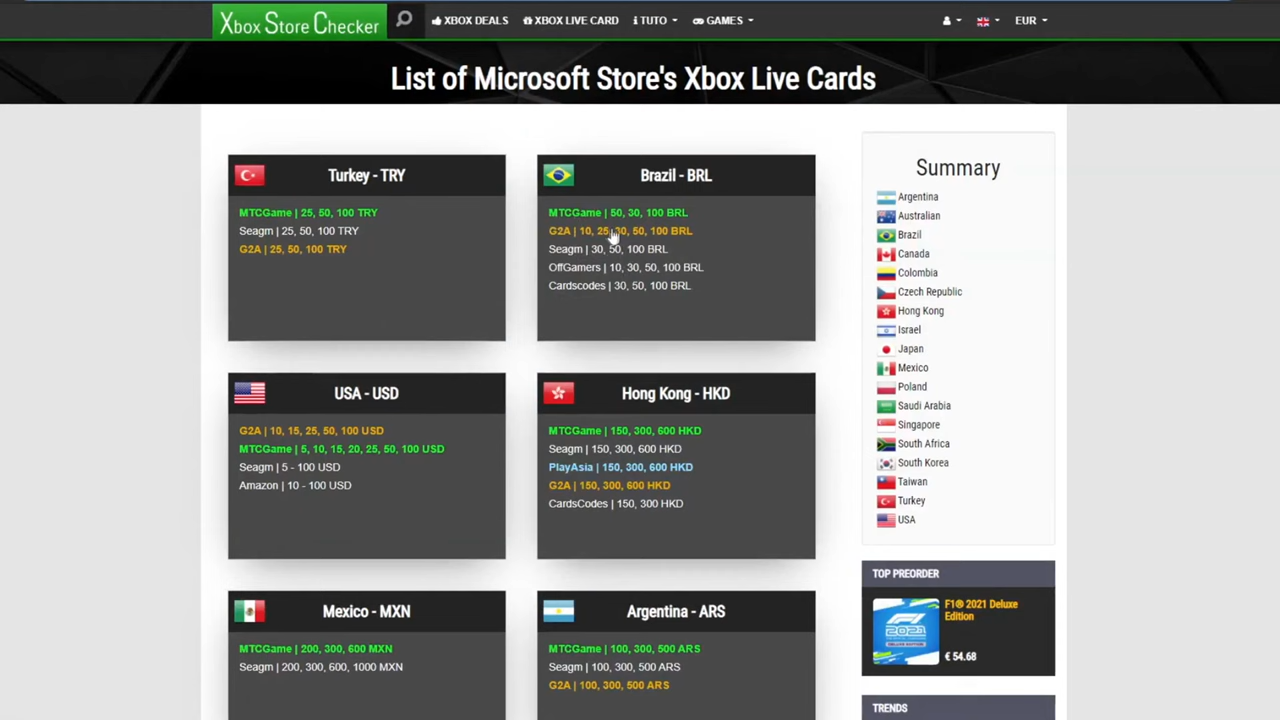 Xbox Store Checker
XBOX DEALS
XBOX LIVE CARD
TUTO
GAMES
EUR
List of Microsoft Store's Xbox Live Cards
Turkey - TRY
MTCGame | 25, 50, 100 TRY
Seagm | 25, 50, 100 TRY
G2A | 25, 50, 100 TRY
Brazil - BRL
MTCGame | 50, 30, 100 BRL
G2A | 10, 25, 30, 50, 100 BRL
Seagm | 30, 50, 100 BRL
OffGamers | 10, 30, 50, 100 BRL
Cardscodes | 30, 50, 100 BRL
USA - USD
G2A | 10, 15, 25, 50, 100 USD
MTCGame | 5, 10, 15, 20, 25, 50, 100 USD
Seagm | 5 - 100 USD
Amazon | 10 - 100 USD
Hong Kong - HKD
MTCGame | 150, 300, 600 HKD
Seagm | 150, 300, 600 HKD
PlayAsia | 150, 300, 600 HKD
G2A | 150, 300, 600 HKD
CardsCodes | 150, 300 HKD
Mexico - MXN
MTCGame | 200, 300, 600 MXN
Seagm | 200, 300, 600, 1000 MXN
Argentina - ARS
MTCGame | 100, 300, 500 ARS
Seagm | 100, 300, 500 ARS
G2A | 100, 300, 500 ARS
Summary
Argentina
Australian
Brazil
Canada
Colombia
Czech Republic
Hong Kong
Israel
Japan
Mexico
Poland
Saudi Arabia
Singapore
South Africa
South Korea
Taiwan
Turkey
USA
TOP PREORDER
F1® 2021 Deluxe
Edition
€ 54.68
2021
TRENDS